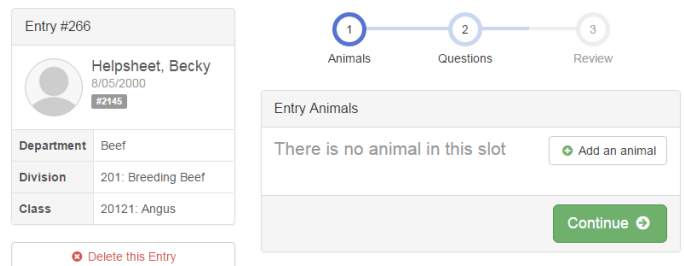 Entry #266
Helpsheet, Becky
8/05/2000
#2145
Department Beef
Division 201: Breeding Beef
Class 20121: Angus
Delete this Entry
1 2 3
Animals Questions Review
Entry Animals
There is no animal in this slot
Add an animal
Continue